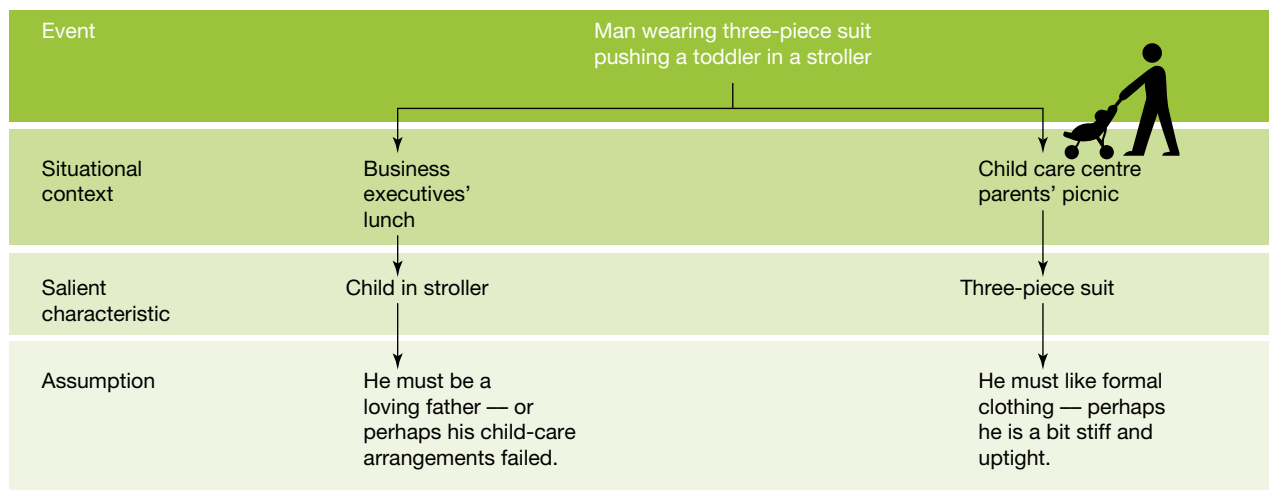 Event
Man wearing three-piece suit
pushing a toddler in a stroller
Situational
context
Business
executives’
lunch
Child care centre
parents’ picnic
Salient
characteristic
Child in stroller
Three-piece suit
Assumption
He must be a
loving father — or
perhaps his child-care
arrangements failed.
He must like formal
clothing — perhaps
he is a bit stiff and
uptight.